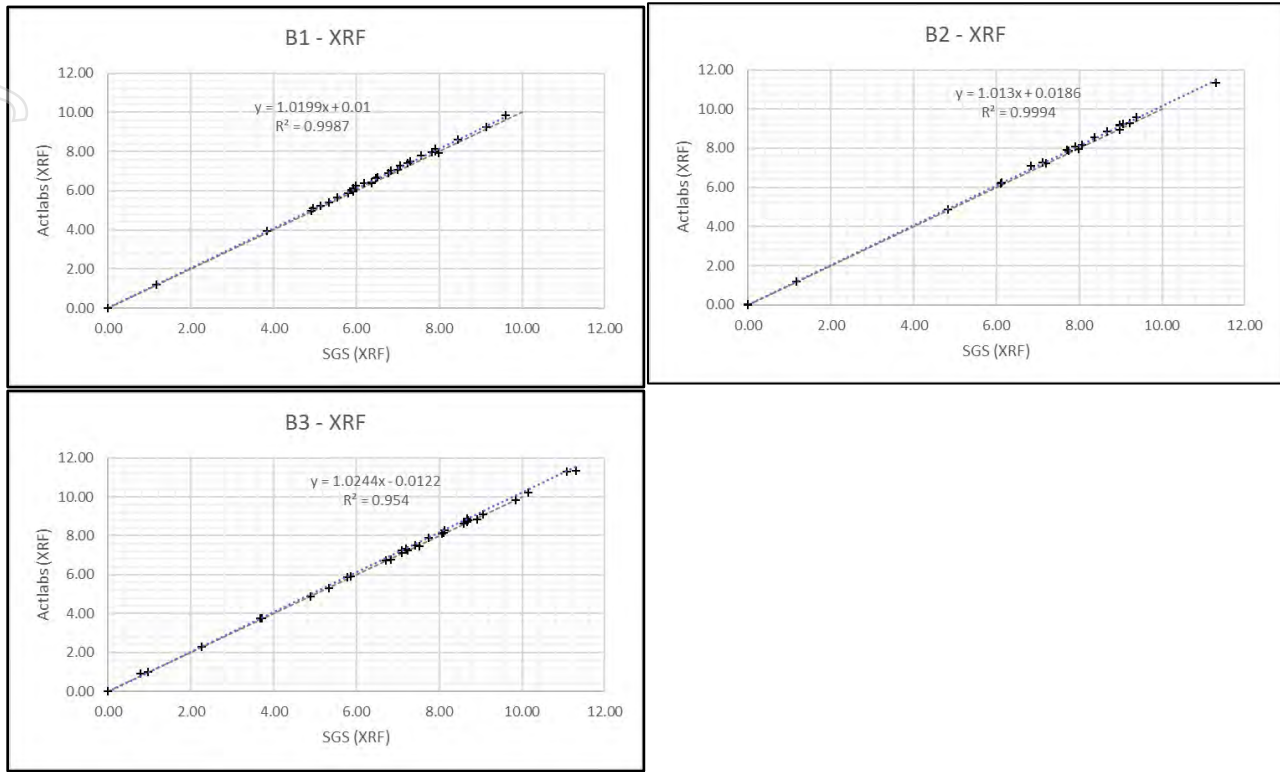 B1 - XRF
12.00
10.00
8.00
6.00
4.00
2.00
0.00
y = 1.0199x + 0.01
R² = 0.9987
Actlabs (XRF)
0.00 2.00 4.00 6.00 8.00 10.00 12.00
SGS (XRF)
B2 - XRF
12.00
10.00
8.00
6.00
4.00
2.00
0.00
y = 1.013x + 0.0186
R² = 0.9994
Actlabs (XRF)
0.00 2.00 4.00 6.00 8.00 10.00 12.00
SGS (XRF)
B3 - XRF
12.00
10.00
8.00
6.00
4.00
2.00
0.00
y = 1.0244x - 0.0122
R² = 0.954
Actlabs (XRF)
0.00 2.00 4.00 6.00 8.00 10.00 12.00
SGS (XRF)